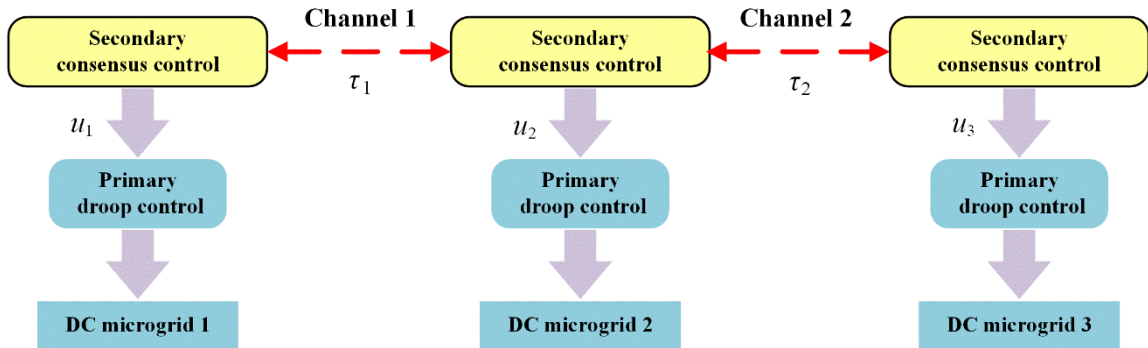 Channel 1
Channel 2
Secondary
consensus control
Secondary
consensus control
Secondary
consensus control
τ1
τ2
u1
u2
u3
Primary
droop control
Primary
droop control
Primary
droop control
DC microgrid 1
DC microgrid 2
DC microgrid 3